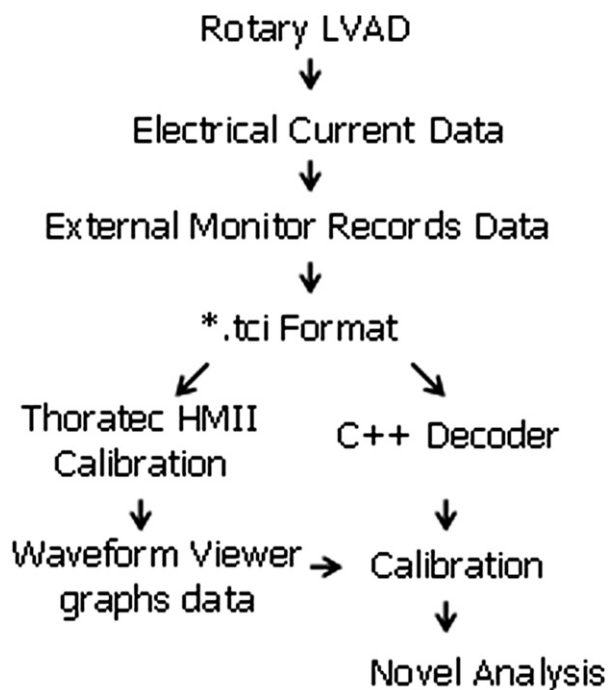 Rotary LVAD
Electrical Current Data
External Monitor Records Data
*.tci Format
Thoratec HMII
Calibration
C++ Decoder
Waveform Viewer
graphs data
Calibration
Novel Analysis